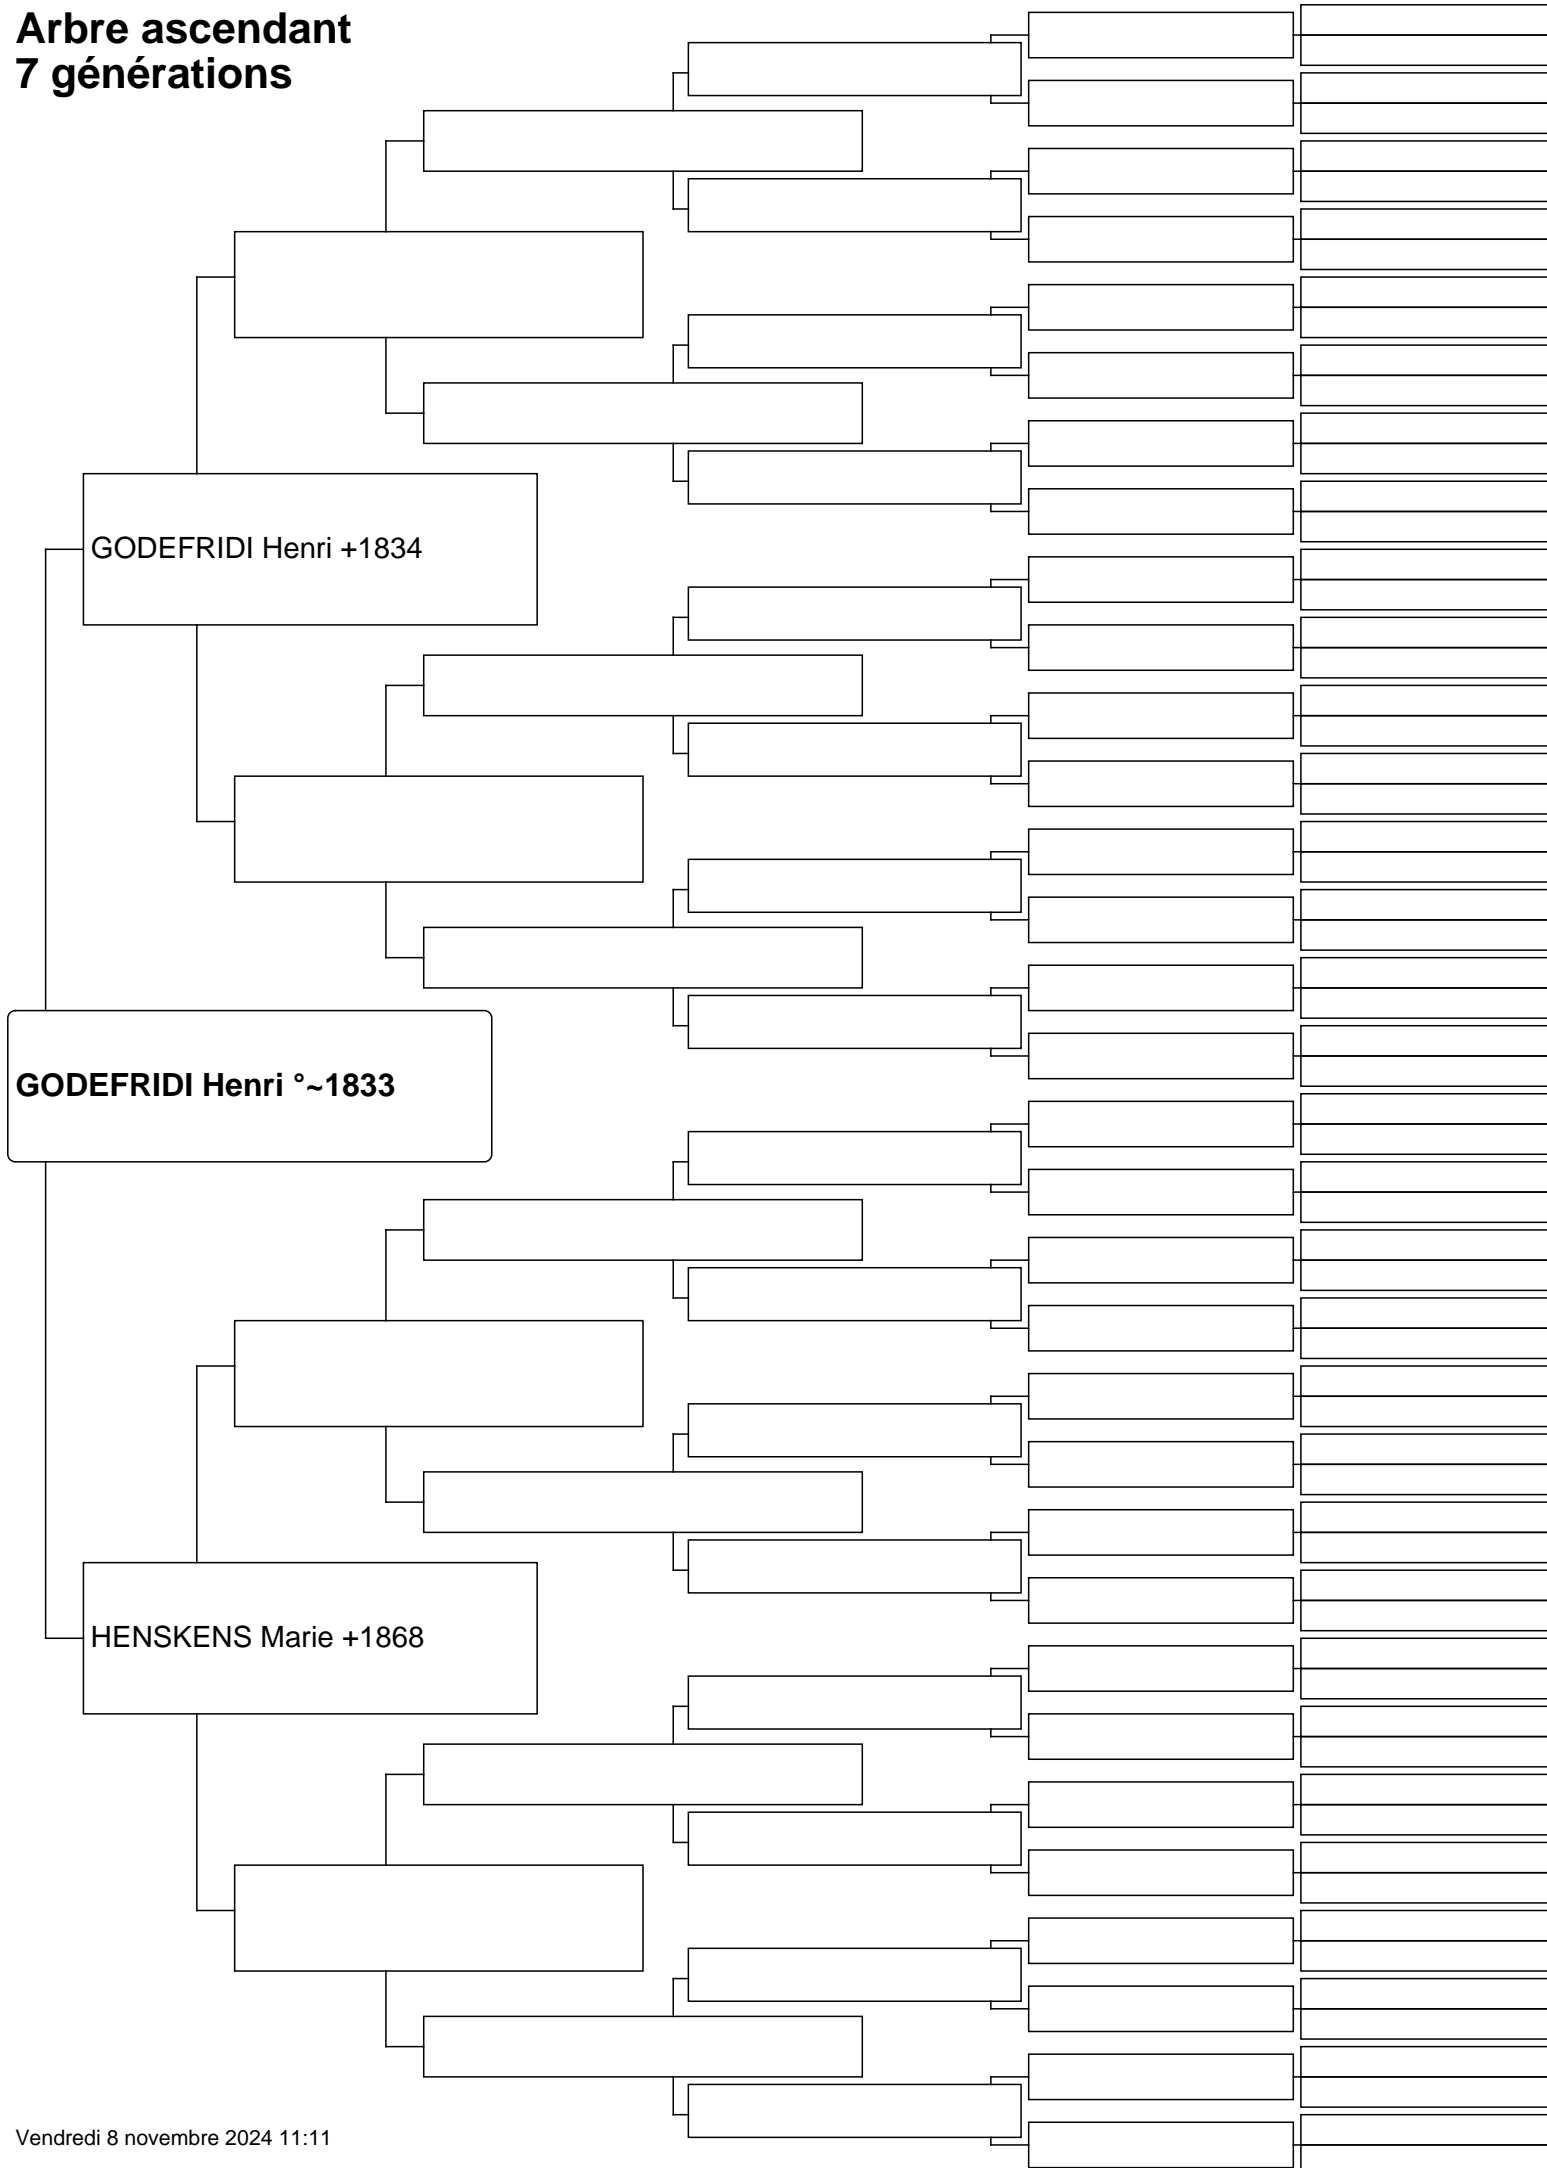 Arbre ascendant
7 générations
GODEFRIDI Henri +1834
GODEFRIDI Henri °~1833
HENSKENS Marie +1868
Vendredi 8 novembre 2024 11:11